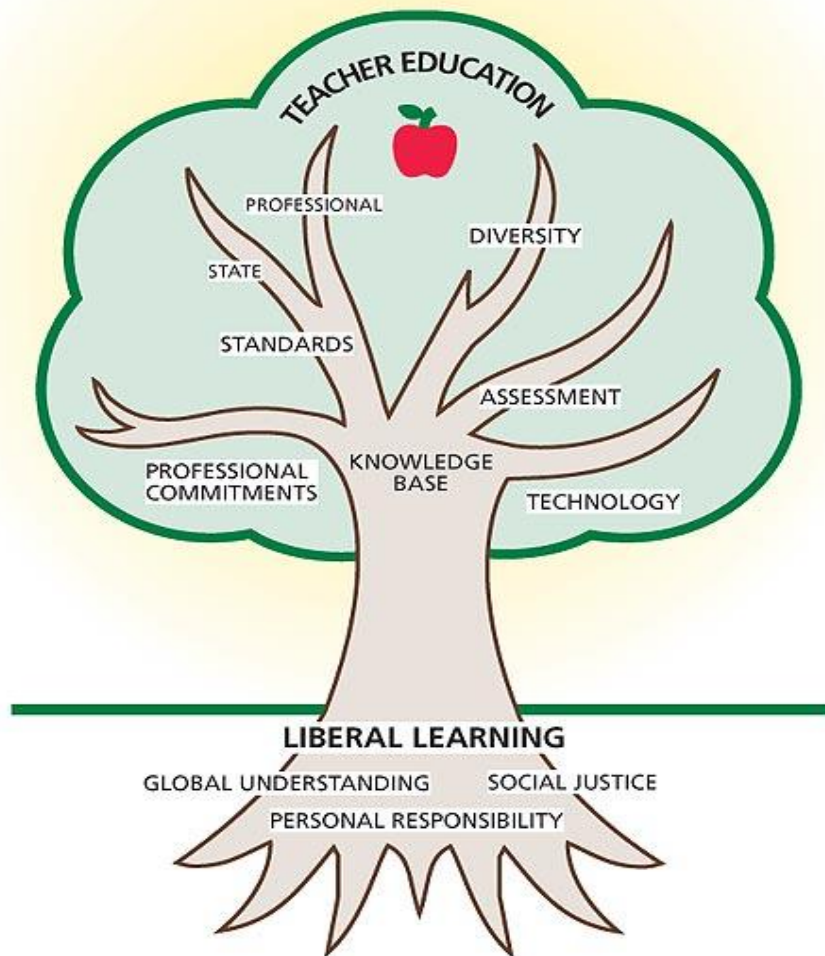 TEACHER EDUCATION
PROFESSIONAL
DIVERSITY
STATE
STANDARDS
ASSESSMENT
KNOWLEDGE
BASE
PROFESSIONAL
COMMITMENTS
TECHNOLOGY
LIBERAL LEARNING
GLOBAL UNDERSTANDING
SOCIAL JUSTICE
PERSONAL RESPONSIBILITY